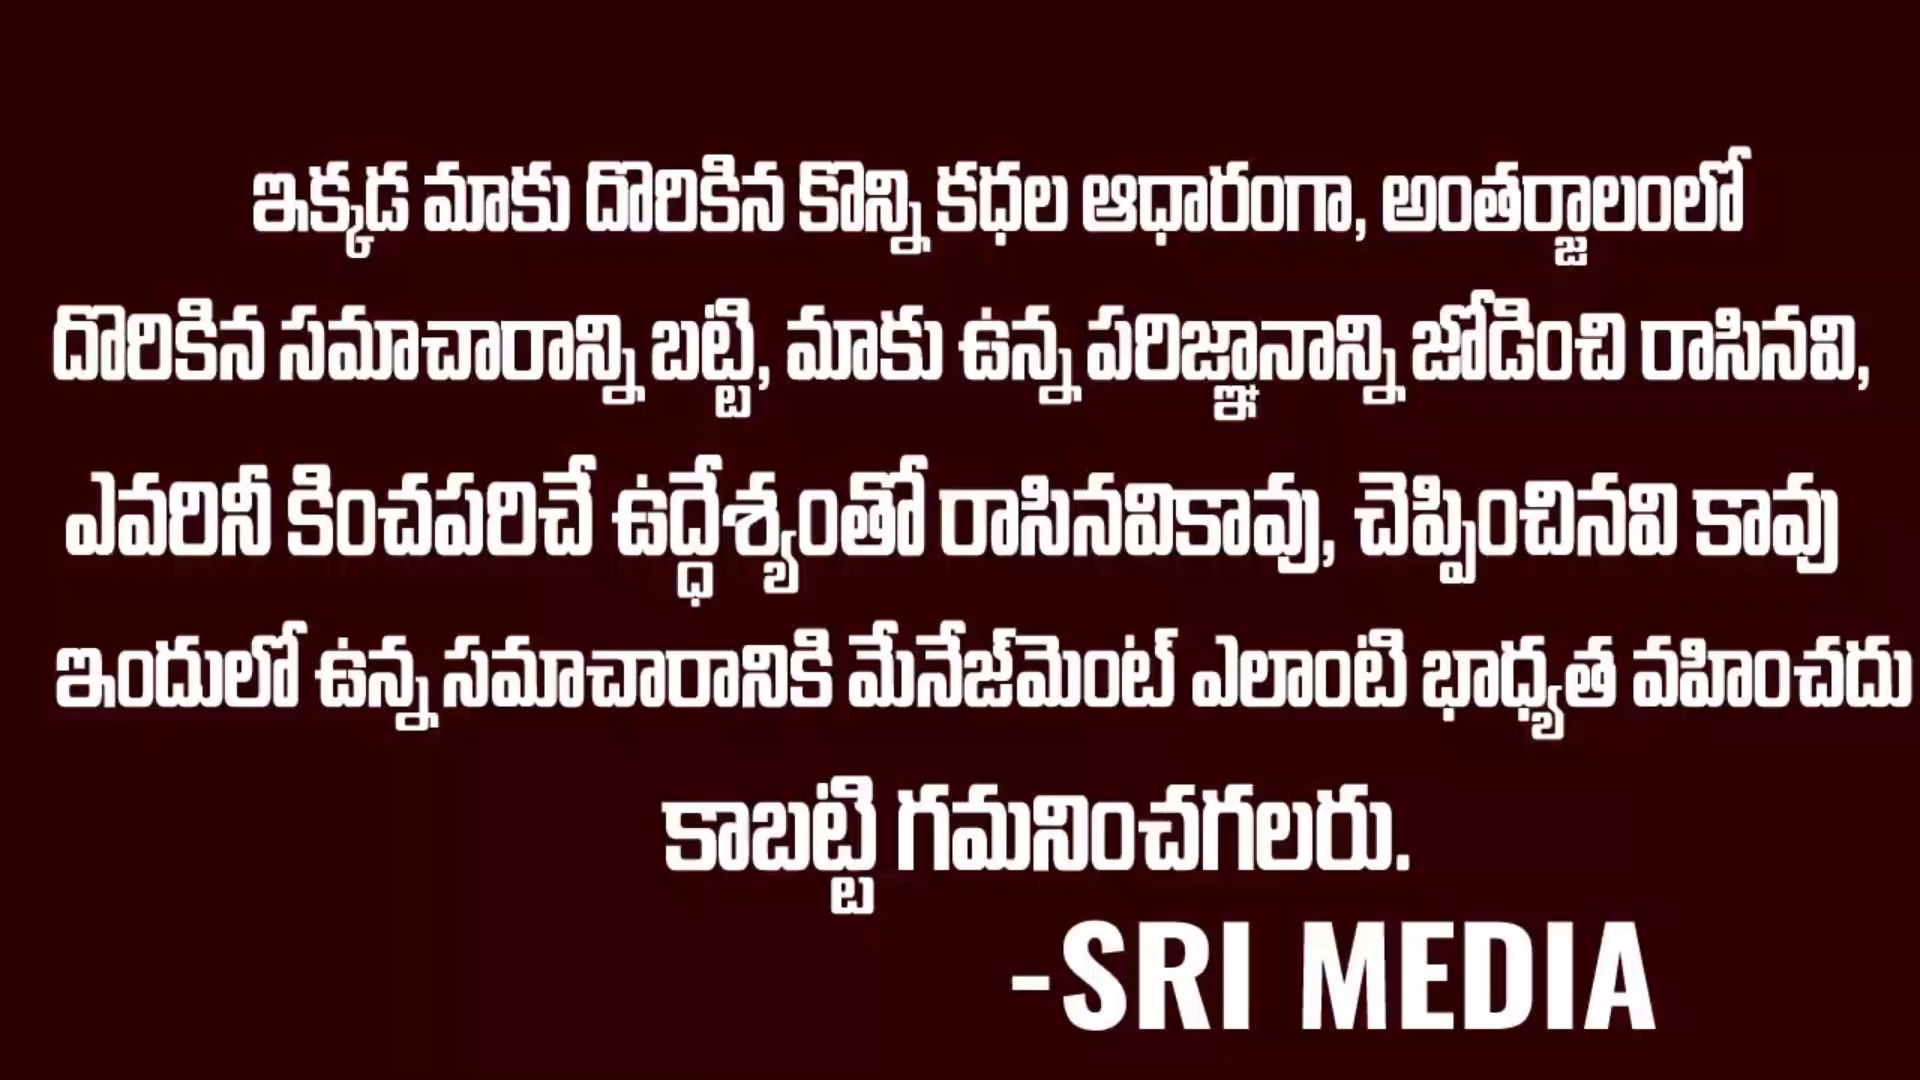 ఇక్కడ మాకు దొరికిన కొన్ని కధల ఆధారంగా, అంతర్జాలంలో
దొరికిన సమాచారాన్ని బట్టి, మాకు ఉన్న పరిజ్ఞానాన్ని జోడించి రాసినవి,
ఎవరినీ కించపరిచే ఉద్ధేశ్యంతో రాసినవికావు, చెప్పించినవి కావు
ఇందులో ఉన్న సమాచారానికి మేనేజ్‌మెంట్ ఎలాంటి భాధ్యత వహించదు
కాబట్టి గమనించగలరు.
-SRI MEDIA